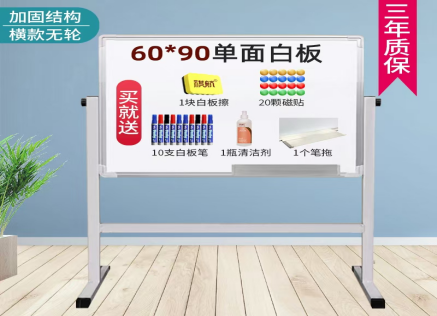 加固结构
横款无轮
三年质保
60*90单面白板
买就送
1块白板擦
20颗磁贴
10支白板笔
1瓶清洁剂
1个笔拖